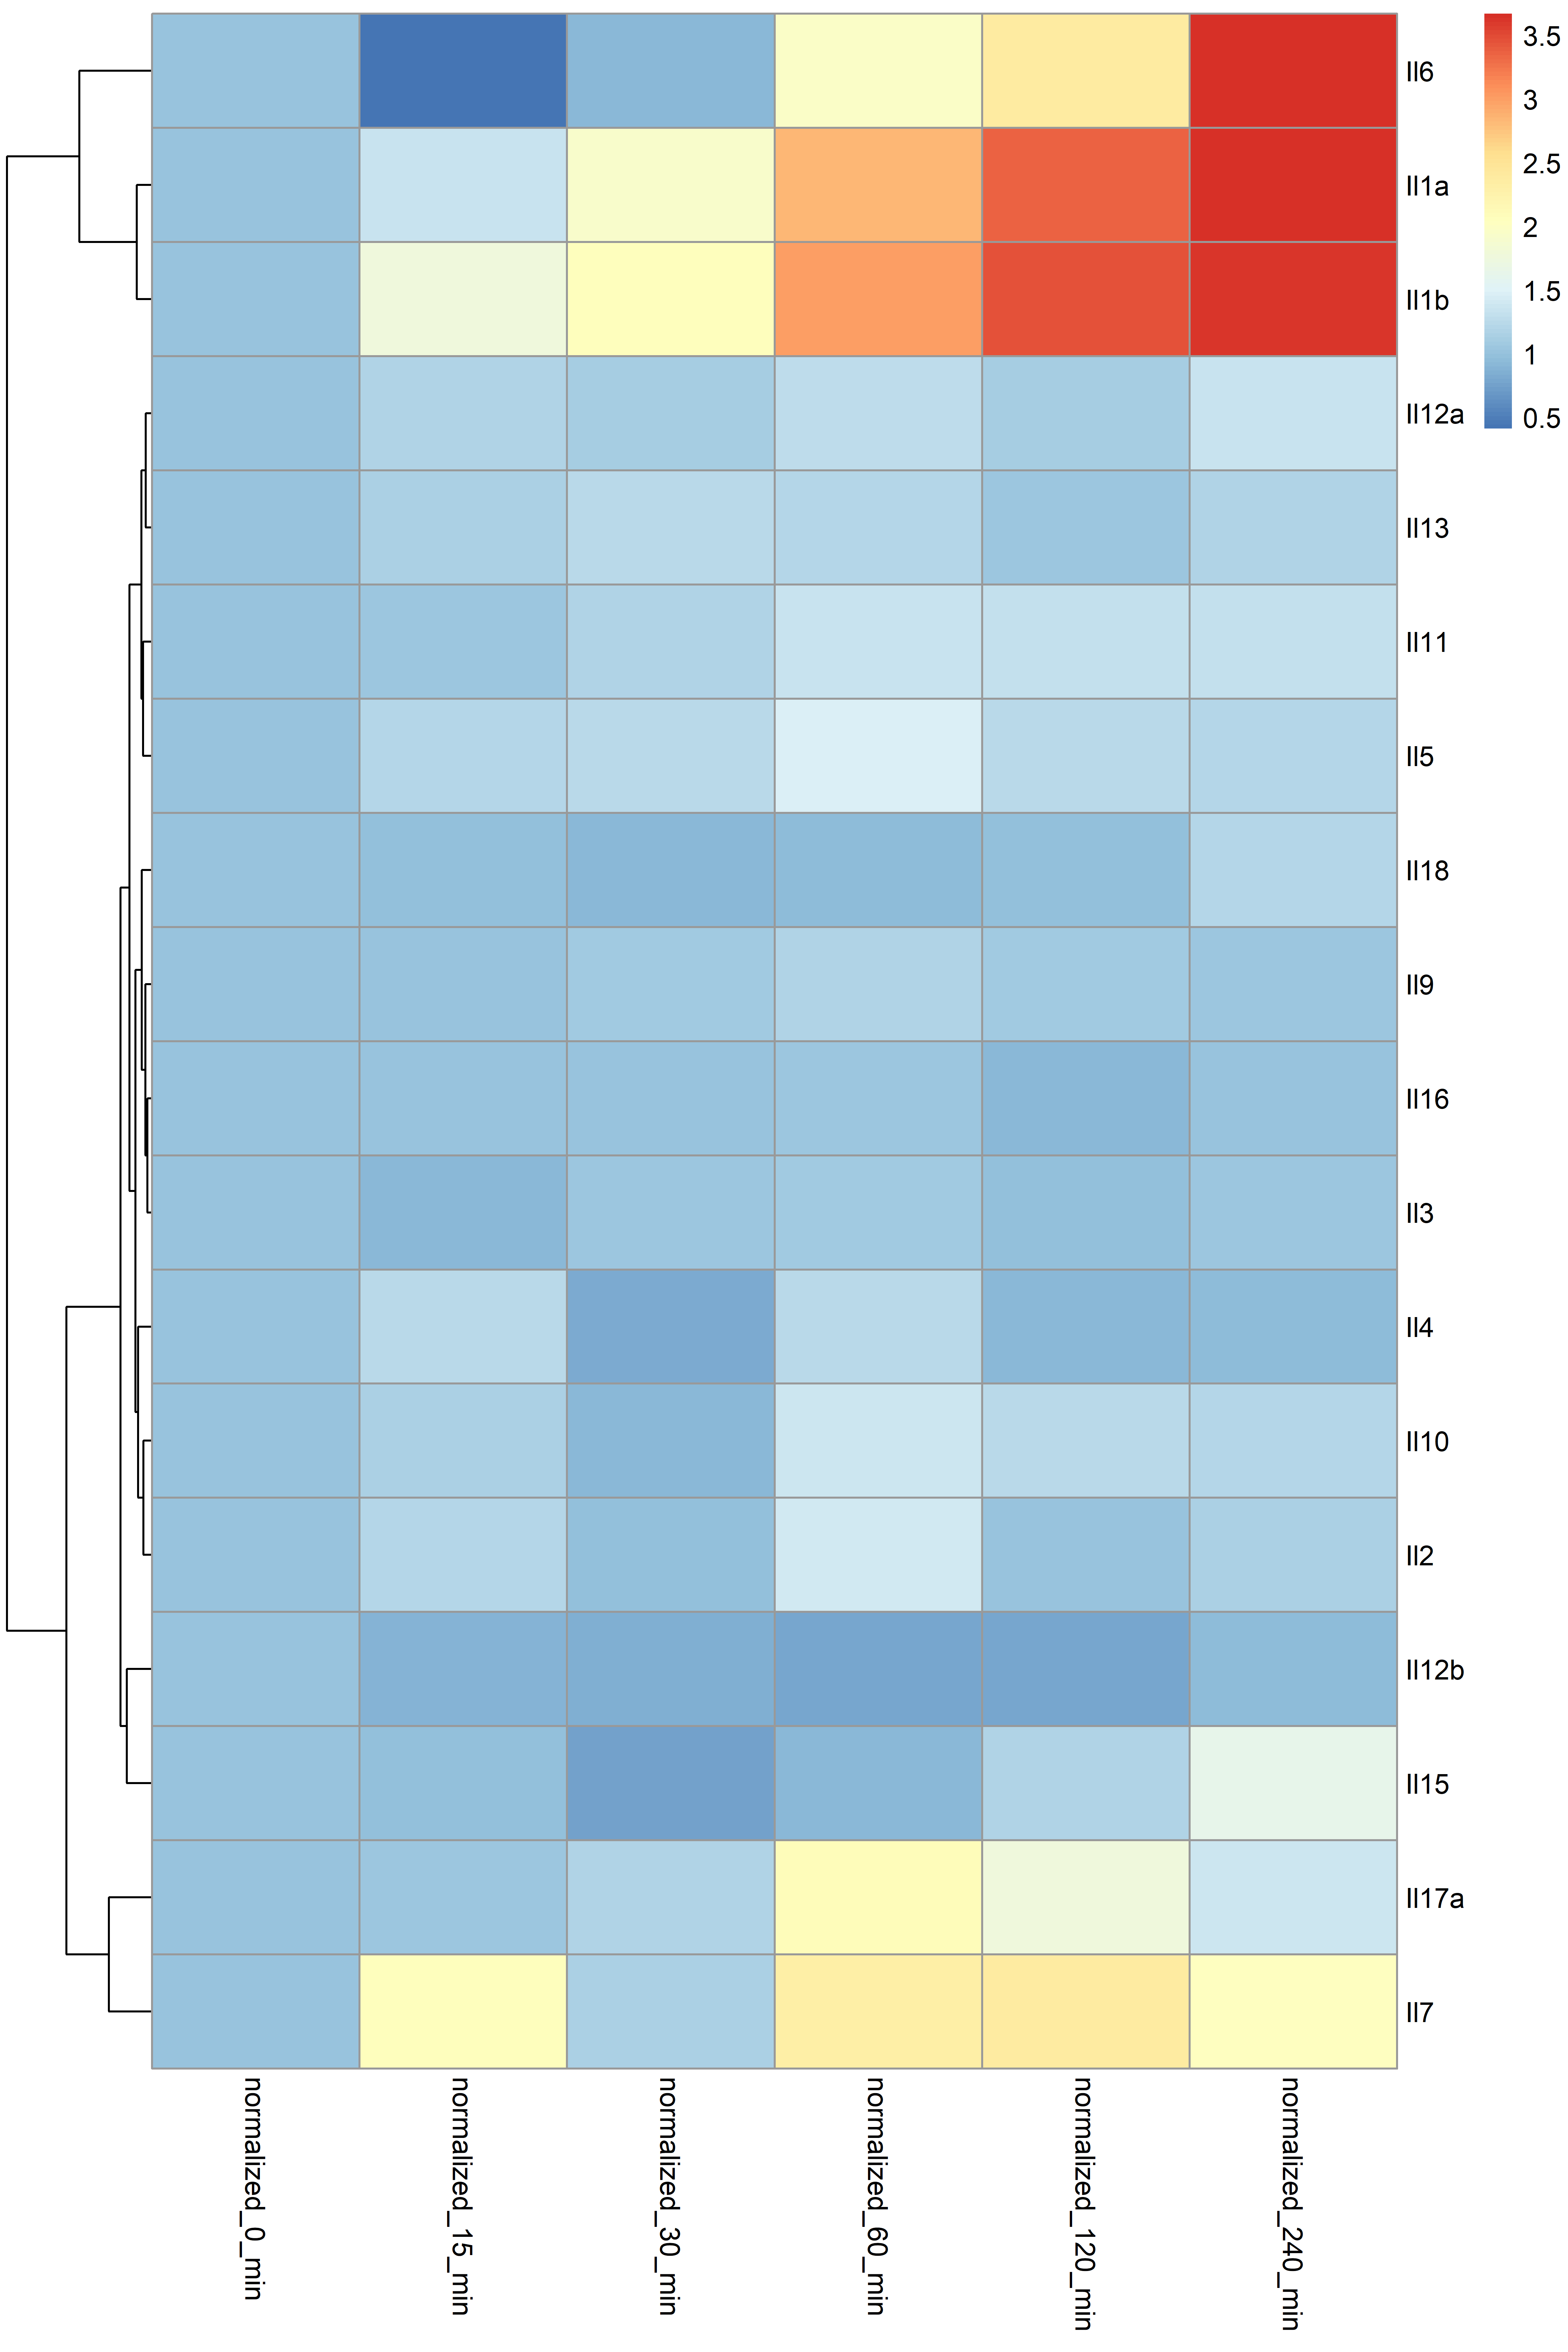 Il6
Il1a
Il1b
Il12a
Il13
Il11
Il5
Il18
Il9
Il16
Il3
Il4
Il10
Il2
Il12b
Il15
Il17a
Il7
3.5
3
2.5
2
1.5
1
0.5
normalized_0_min
normalized_15_min
normalized_30_min
normalized_60_min
normalized_120_min
normalized_240_min